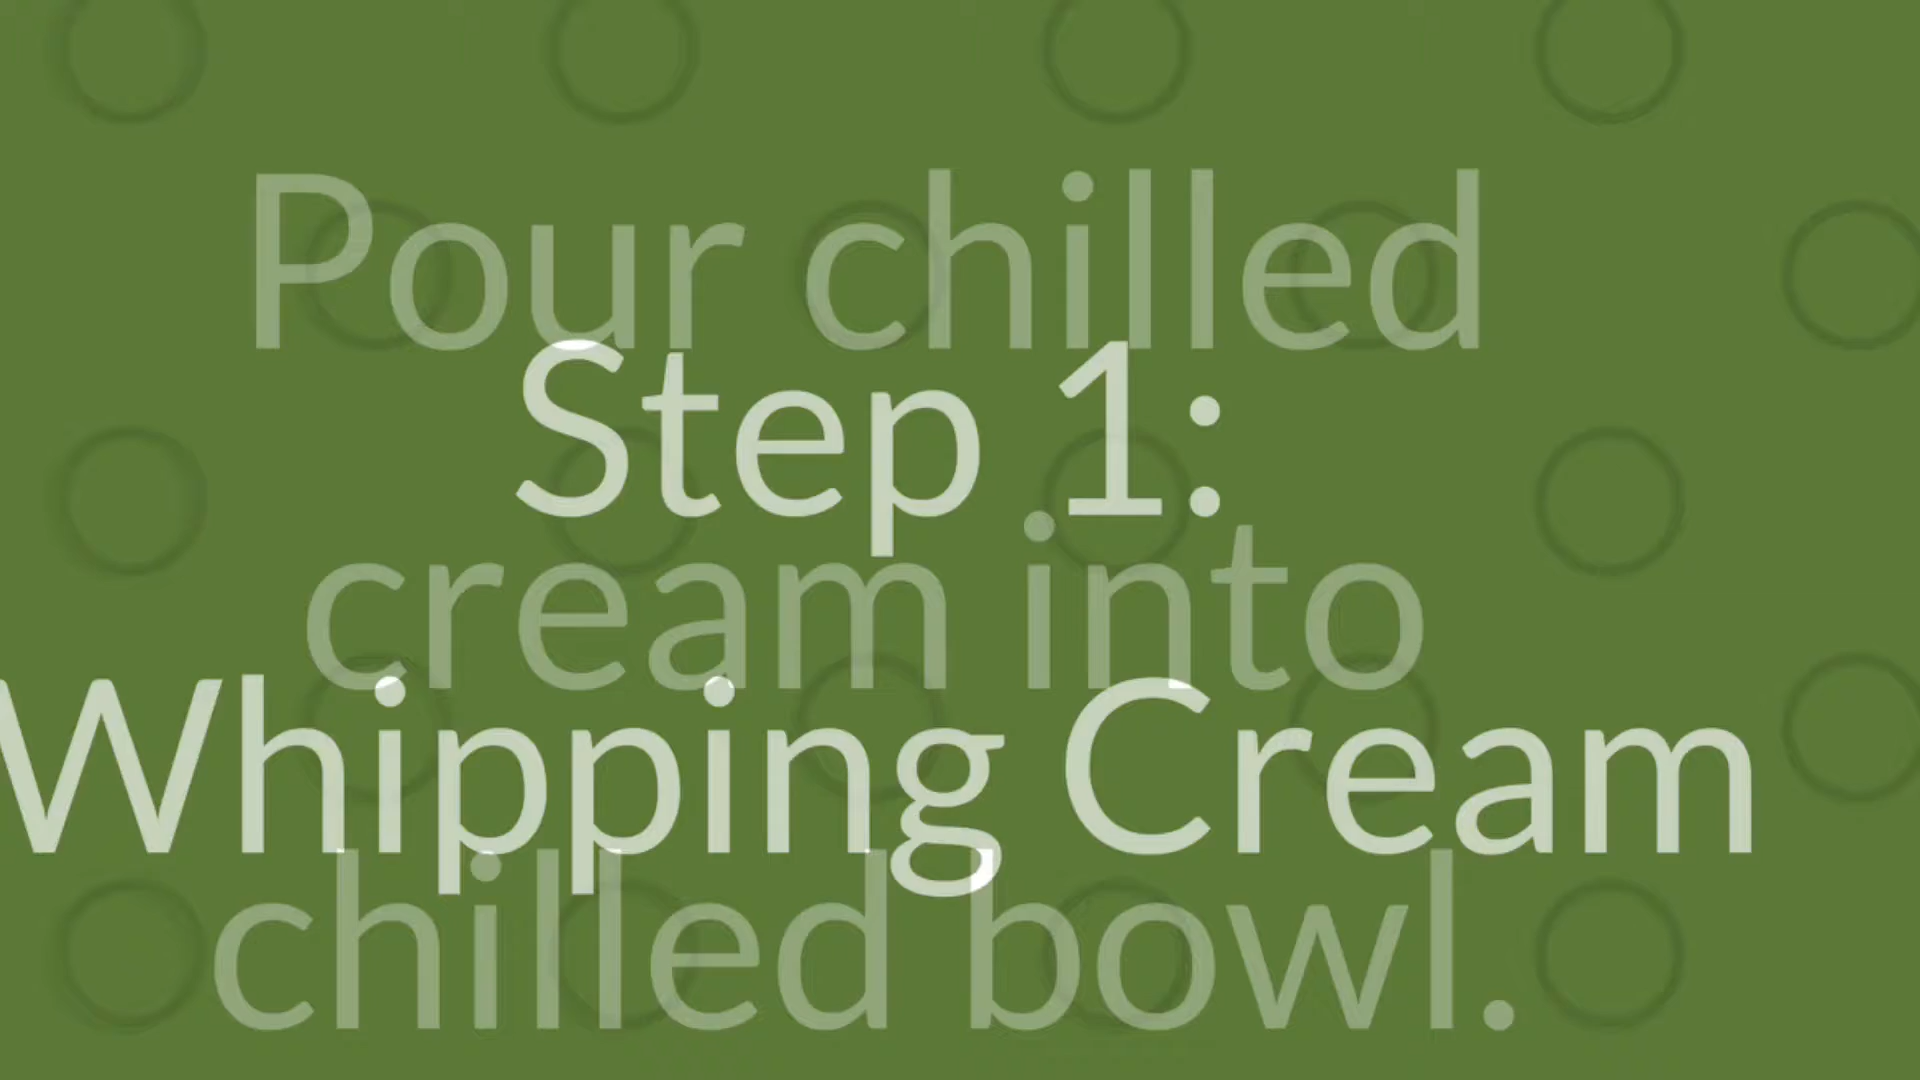 Pour chilled
Step 1:
cream into
Whipping Cream
chilled bowl.